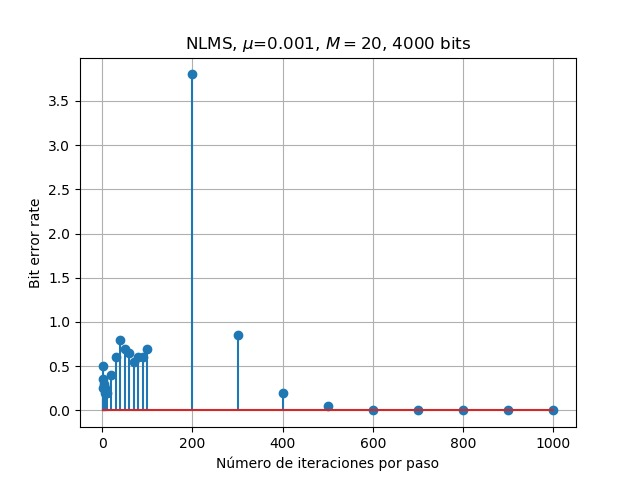 NLMS, μ=0.001, M = 20, 4000 bits
3.5
3.0
2.5
2.0
1.5
1.0
0.5
0.0
Bit error rate
0 200 400 600 800 1000
Número de iteraciones por paso